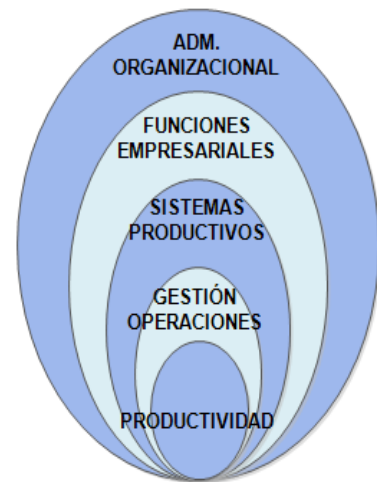 ADM.
ORGANIZACIONAL
FUNCIONES
EMPRESARIALES
SISTEMAS
PRODUCTIVOS
GESTIÓN
OPERACIONES
PRODUCTIVIDAD